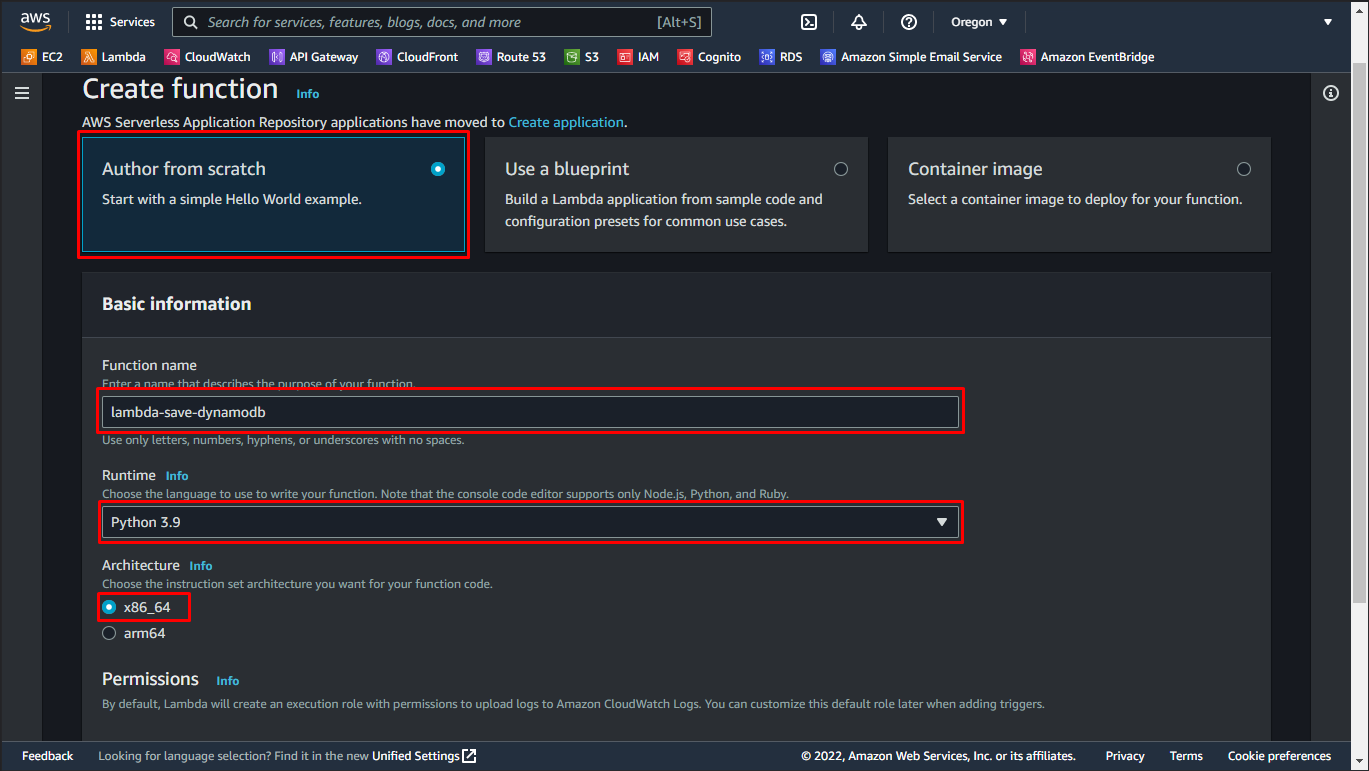 aws Services Search for services, features, blogs, docs, and more [Alt+S] Oregon
EC2 Lambda CloudWatch API Gateway CloudFront Route 53 S3 IAM Cognito RDS Amazon Simple Email Service Amazon EventBridge
Create function Info
AWS Serverless Application Repository applications have moved to Create application.
Author from scratch
Start with a simple Hello World example.
Use a blueprint
Build a Lambda application from sample code and
configuration presets for common use cases.
Container image
Select a container image to deploy for your function.
Basic information
Function name
Enter a name that describes the purpose of your function.
lambda-save-dynamodb
Use only letters, numbers, hyphens, or underscores with no spaces.
Runtime Info
Choose the language to use to write your function. Note that the console code editor supports only Node.js, Python, and Ruby.
Python 3.9
Architecture Info
Choose the instruction set architecture you want for your function code.
x86_64
arm64
Permissions Info
By default, Lambda will create an execution role with permissions to upload logs to Amazon CloudWatch Logs. You can customize this default role later when adding triggers.
Feedback Looking for language selection? Find it in the new Unified Settings © 2022, Amazon Web Services, Inc. or its affiliates. Privacy Terms Cookie preferences